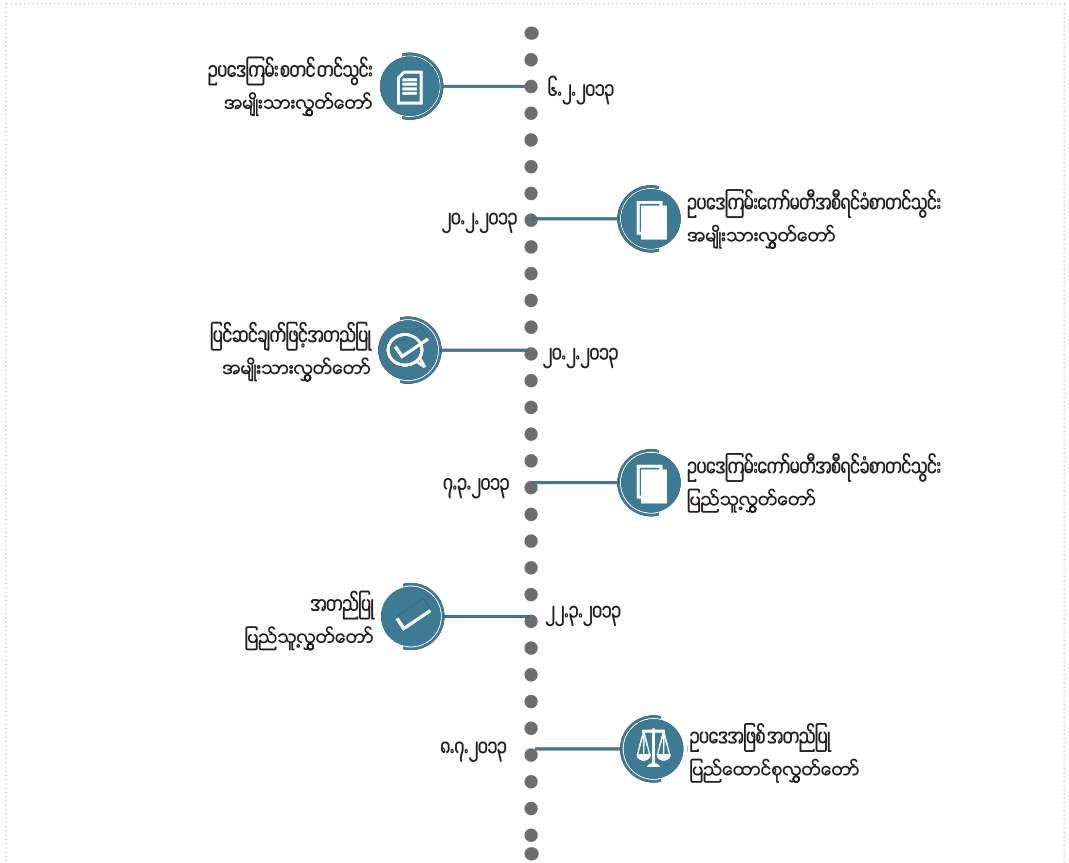 ဥပဒေကြမ်းစတင်တင်သွင်း
အမျိုးသားလွှတ်တော်
၆.၂.၂၀၁၃
၂၀.၂.၂၀၁၃
ဥပဒေကြမ်းကော်မတီအစီရင်ခံစာတင်သွင်း
အမျိုးသားလွှတ်တော်
ပြင်ဆင်ချက်ဖြင့်အတည်ပြု
အမျိုးသားလွှတ်တော်
၂၀.၂.၂၀၁၃
၇.၃.၂၀၁၃
ဥပဒေကြမ်းကော်မတီအစီရင်ခံစာတင်သွင်း
ပြည်သူ့လွှတ်တော်
အတည်ပြု
ပြည်သူ့လွှတ်တော်
၂၂.၃.၂၀၁၃
၈.၇.၂၀၁၃
ဥပဒေအဖြစ်အတည်ပြု
ပြည်ထောင်စုလွှတ်တော်